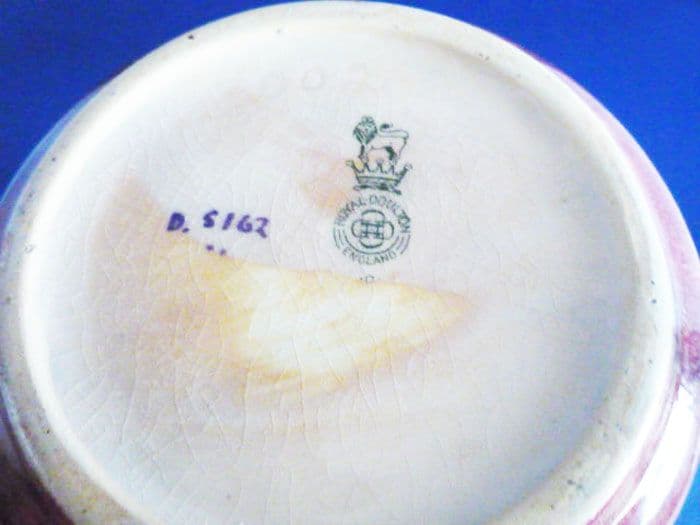 D. 5162
ROYAL DOULTON
ENGLAND